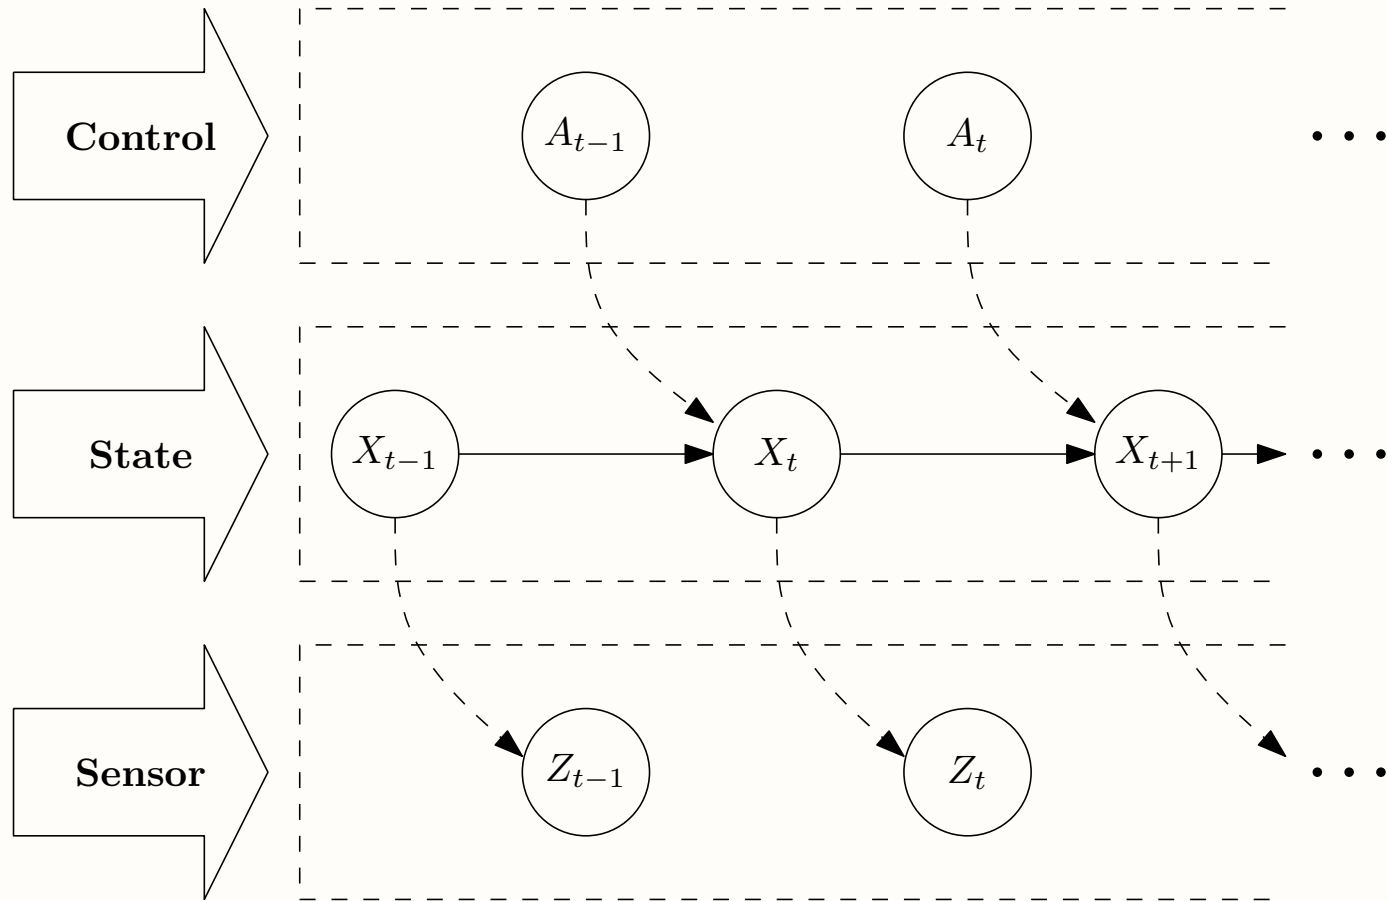 Control
A_{t−1}
A_t
...
State
X_{t−1}
X_t
X_{t+1}
...
Sensor
Z_{t−1}
Z_t
...